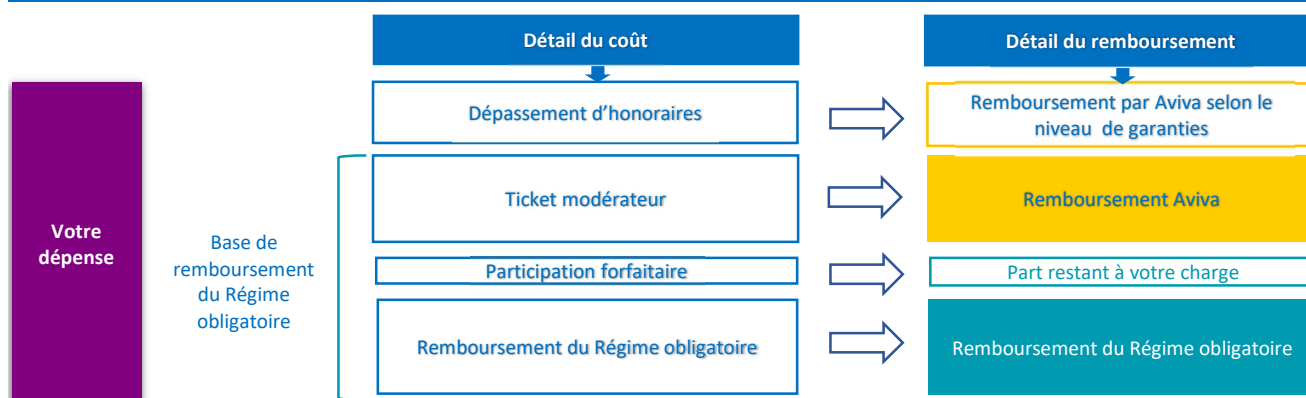 Détail du coût
Détail du remboursement
Dépassement d’honoraires
Remboursement par Aviva selon le
niveau de garanties
Votre
dépense
Base de
remboursement
du Régime
obligatoire
Ticket modérateur
Remboursement Aviva
Participation forfaitaire
Part restant à votre charge
Remboursement du Régime obligatoire
Remboursement du Régime obligatoire